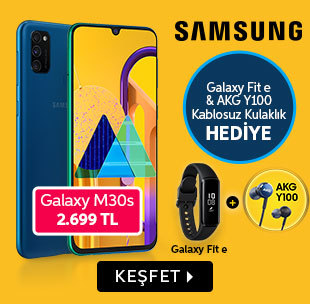 SAMSUNG
Galaxy Fit e
& AKG Y100
Kablosuz Kulaklık
HEDİYE
Galaxy M30s
2.699 TL
AKG
Y100
+
Galaxy Fit e
KEŞFET